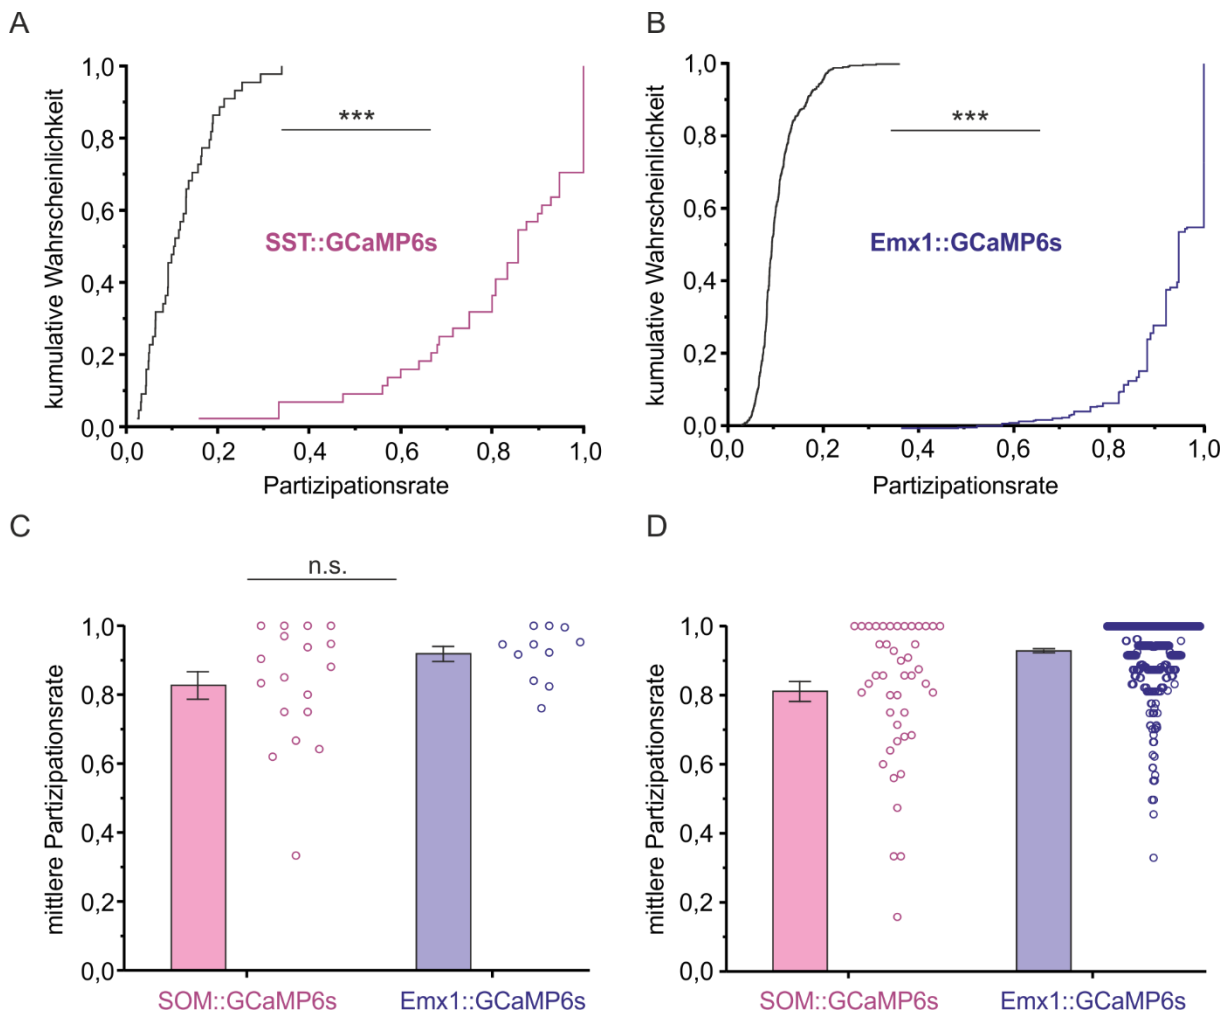 A
1,0
0,8
0,6
0,4
0,2
0,0
kumulative Wahrscheinlichkeit
***
SST::GCaMP6s
0,0 0,2 0,4 0,6 0,8 1,0
Partizipationsrate
B
1,0
0,8
0,6
0,4
0,2
0,0
kumulative Wahrscheinlichkeit
***
Emx1::GCaMP6s
0,0 0,2 0,4 0,6 0,8 1,0
Partizipationsrate
C
n.s.
1,0
0,8
0,6
0,4
0,2
0,0
mittlere Partizipationsrate
SOM::GCaMP6s Emx1::GCaMP6s
D
1,0
0,8
0,6
0,4
0,2
0,0
mittlere Partizipationsrate
SOM::GCaMP6s Emx1::GCaMP6s